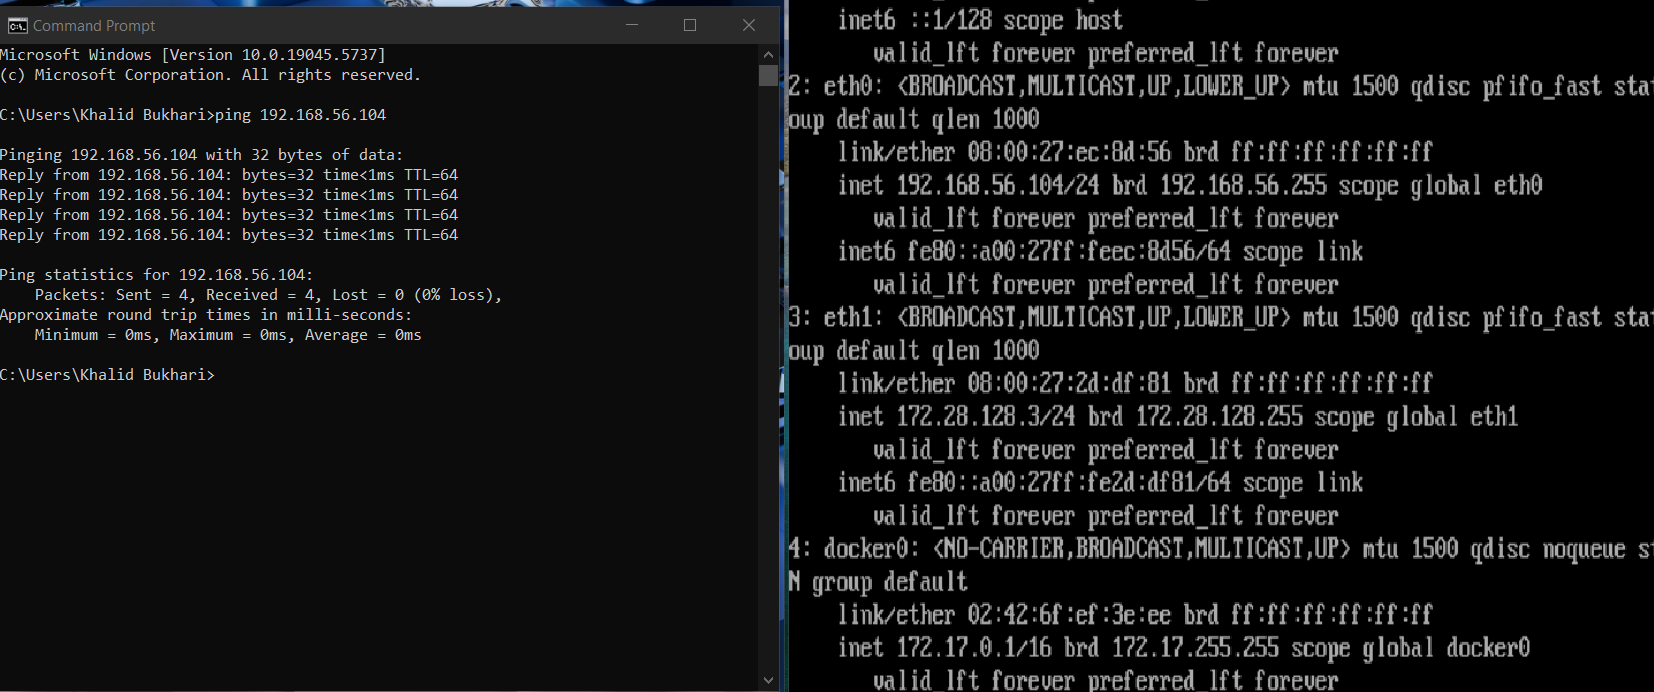 Command Prompt
Microsoft Windows [Version 10.0.19045.5737]
(c) Microsoft Corporation. All rights reserved.
C:\Users\Khalid Bukhari>ping 192.168.56.104
Pinging 192.168.56.104 with 32 bytes of data:
Reply from 192.168.56.104: bytes=32 time<1ms TTL=64
Reply from 192.168.56.104: bytes=32 time<1ms TTL=64
Reply from 192.168.56.104: bytes=32 time<1ms TTL=64
Reply from 192.168.56.104: bytes=32 time<1ms TTL=64
Ping statistics for 192.168.56.104:
    Packets: Sent = 4, Received = 4, Lost = 0 (0% loss),
Approximate round trip times in milli-seconds:
    Minimum = 0ms, Maximum = 0ms, Average = 0ms
C:\Users\Khalid Bukhari>
inet6 ::1/128 scope host
valid_lft forever preferred_lft forever
2: eth0: <BROADCAST,MULTICAST,UP,LOWER_UP> mtu 1500 qdisc pfifo_fast sta
oup default qlen 1000
link/ether 08:00:27:ec:8d:56 brd ff:ff:ff:ff:ff:ff
inet 192.168.56.104/24 brd 192.168.56.255 scope global eth0
valid_lft forever preferred_lft forever
inet6 fe80::a00:27ff:feec:8d56/64 scope link
valid_lft forever preferred_lft forever
3: eth1: <BROADCAST,MULTICAST,UP,LOWER_UP> mtu 1500 qdisc pfifo_fast sta
oup default qlen 1000
link/ether 08:00:27:2d:df:81 brd ff:ff:ff:ff:ff:ff
inet 172.28.128.3/24 brd 172.28.128.255 scope global eth1
valid_lft forever preferred_lft forever
inet6 fe80::a00:27ff:fe2d:df81/64 scope link
valid_lft forever preferred_lft forever
4: docker0: <NO-CARRIER,BROADCAST,MULTICAST,UP> mtu 1500 qdisc noqueue s
N group default
link/ether 02:42:6f:ef:3e:ee brd ff:ff:ff:ff:ff:ff
inet 172.17.0.1/16 brd 172.17.255.255 scope global docker0
valid_lft forever preferred_lft forever